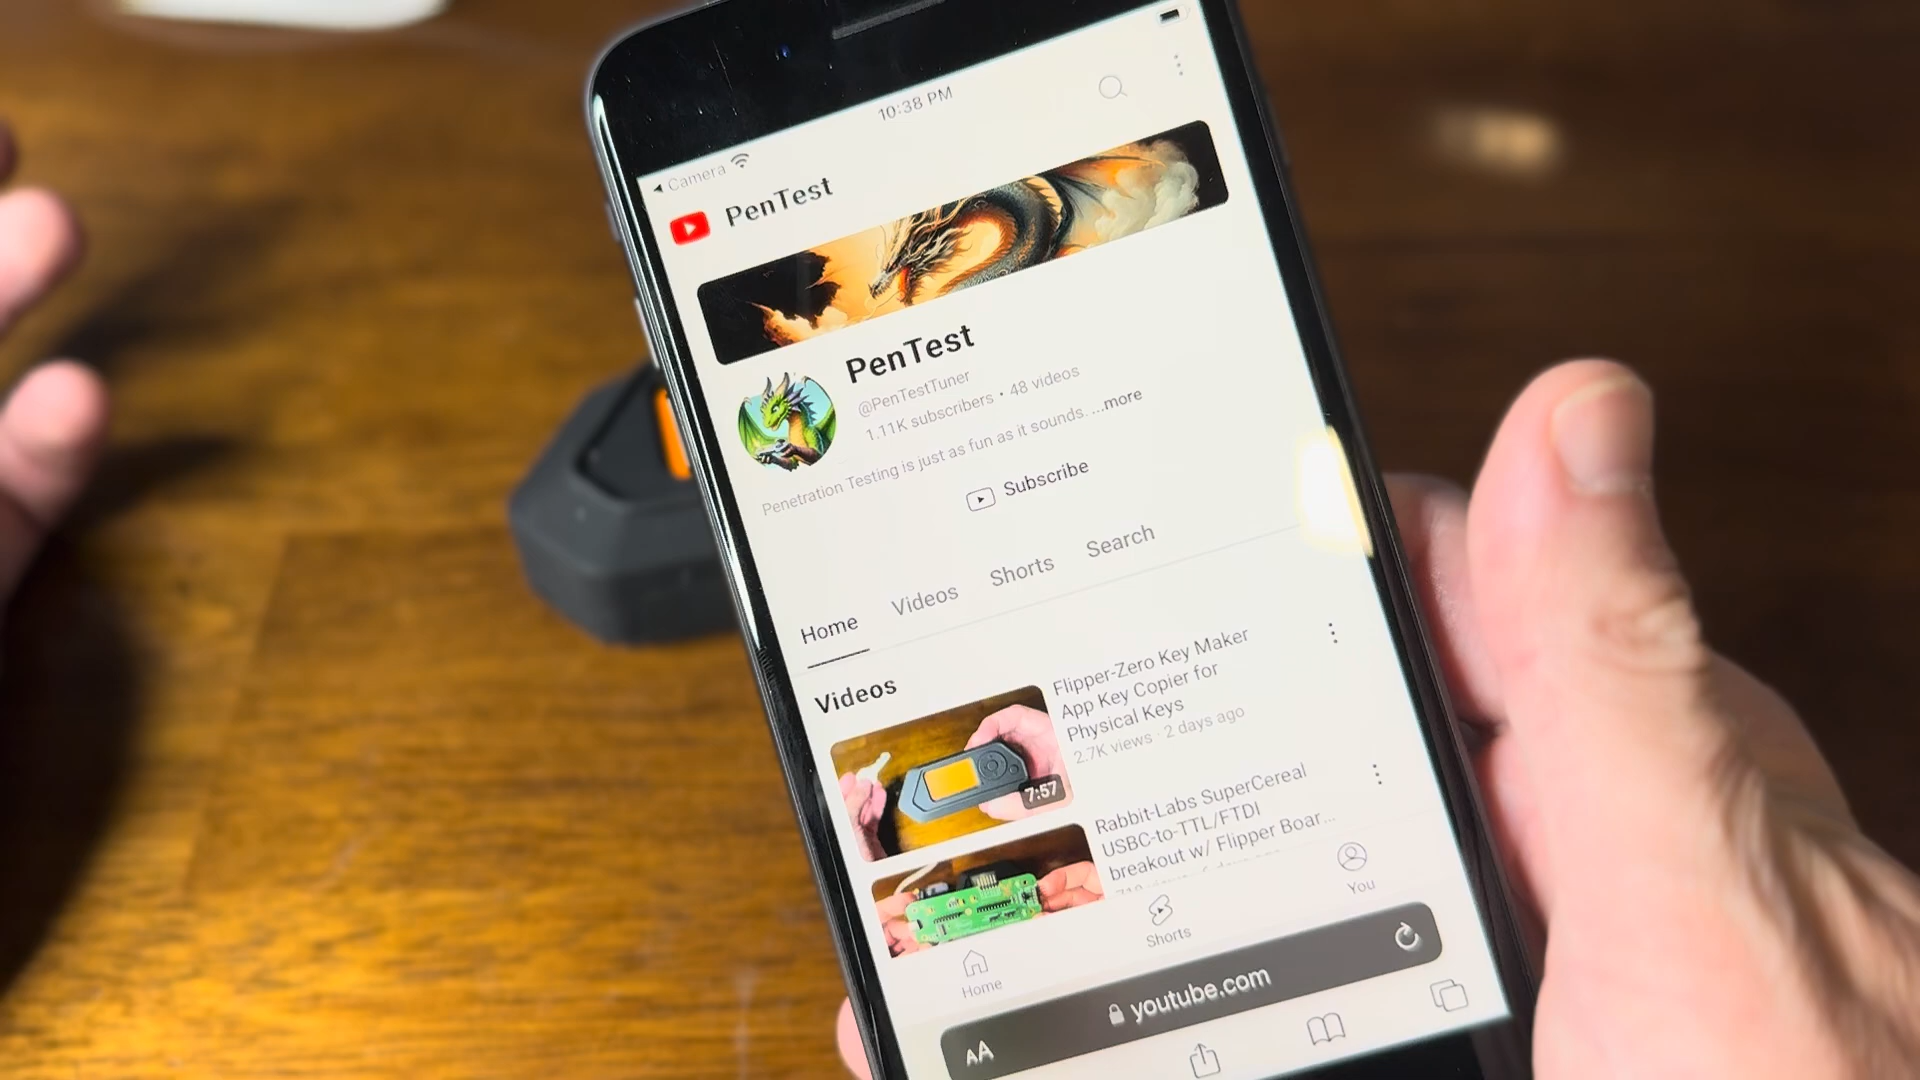 10:38 PM
Camera
PenTest
PenTest
@PenTestTuner
1.11K subscribers • 48 videos
Penetration Testing is just as fun as it sounds. ...more
Subscribe
Home
Videos
Shorts
Search
Videos
Flipper-Zero Key Maker
App Key Copier for
Physical Keys
2.7K views · 2 days ago
7:57
Rabbit-Labs SuperCereal
USBC-to-TTL/FTDI
breakout w/ Flipper Boar...
Home
Shorts
You
AA
youtube.com